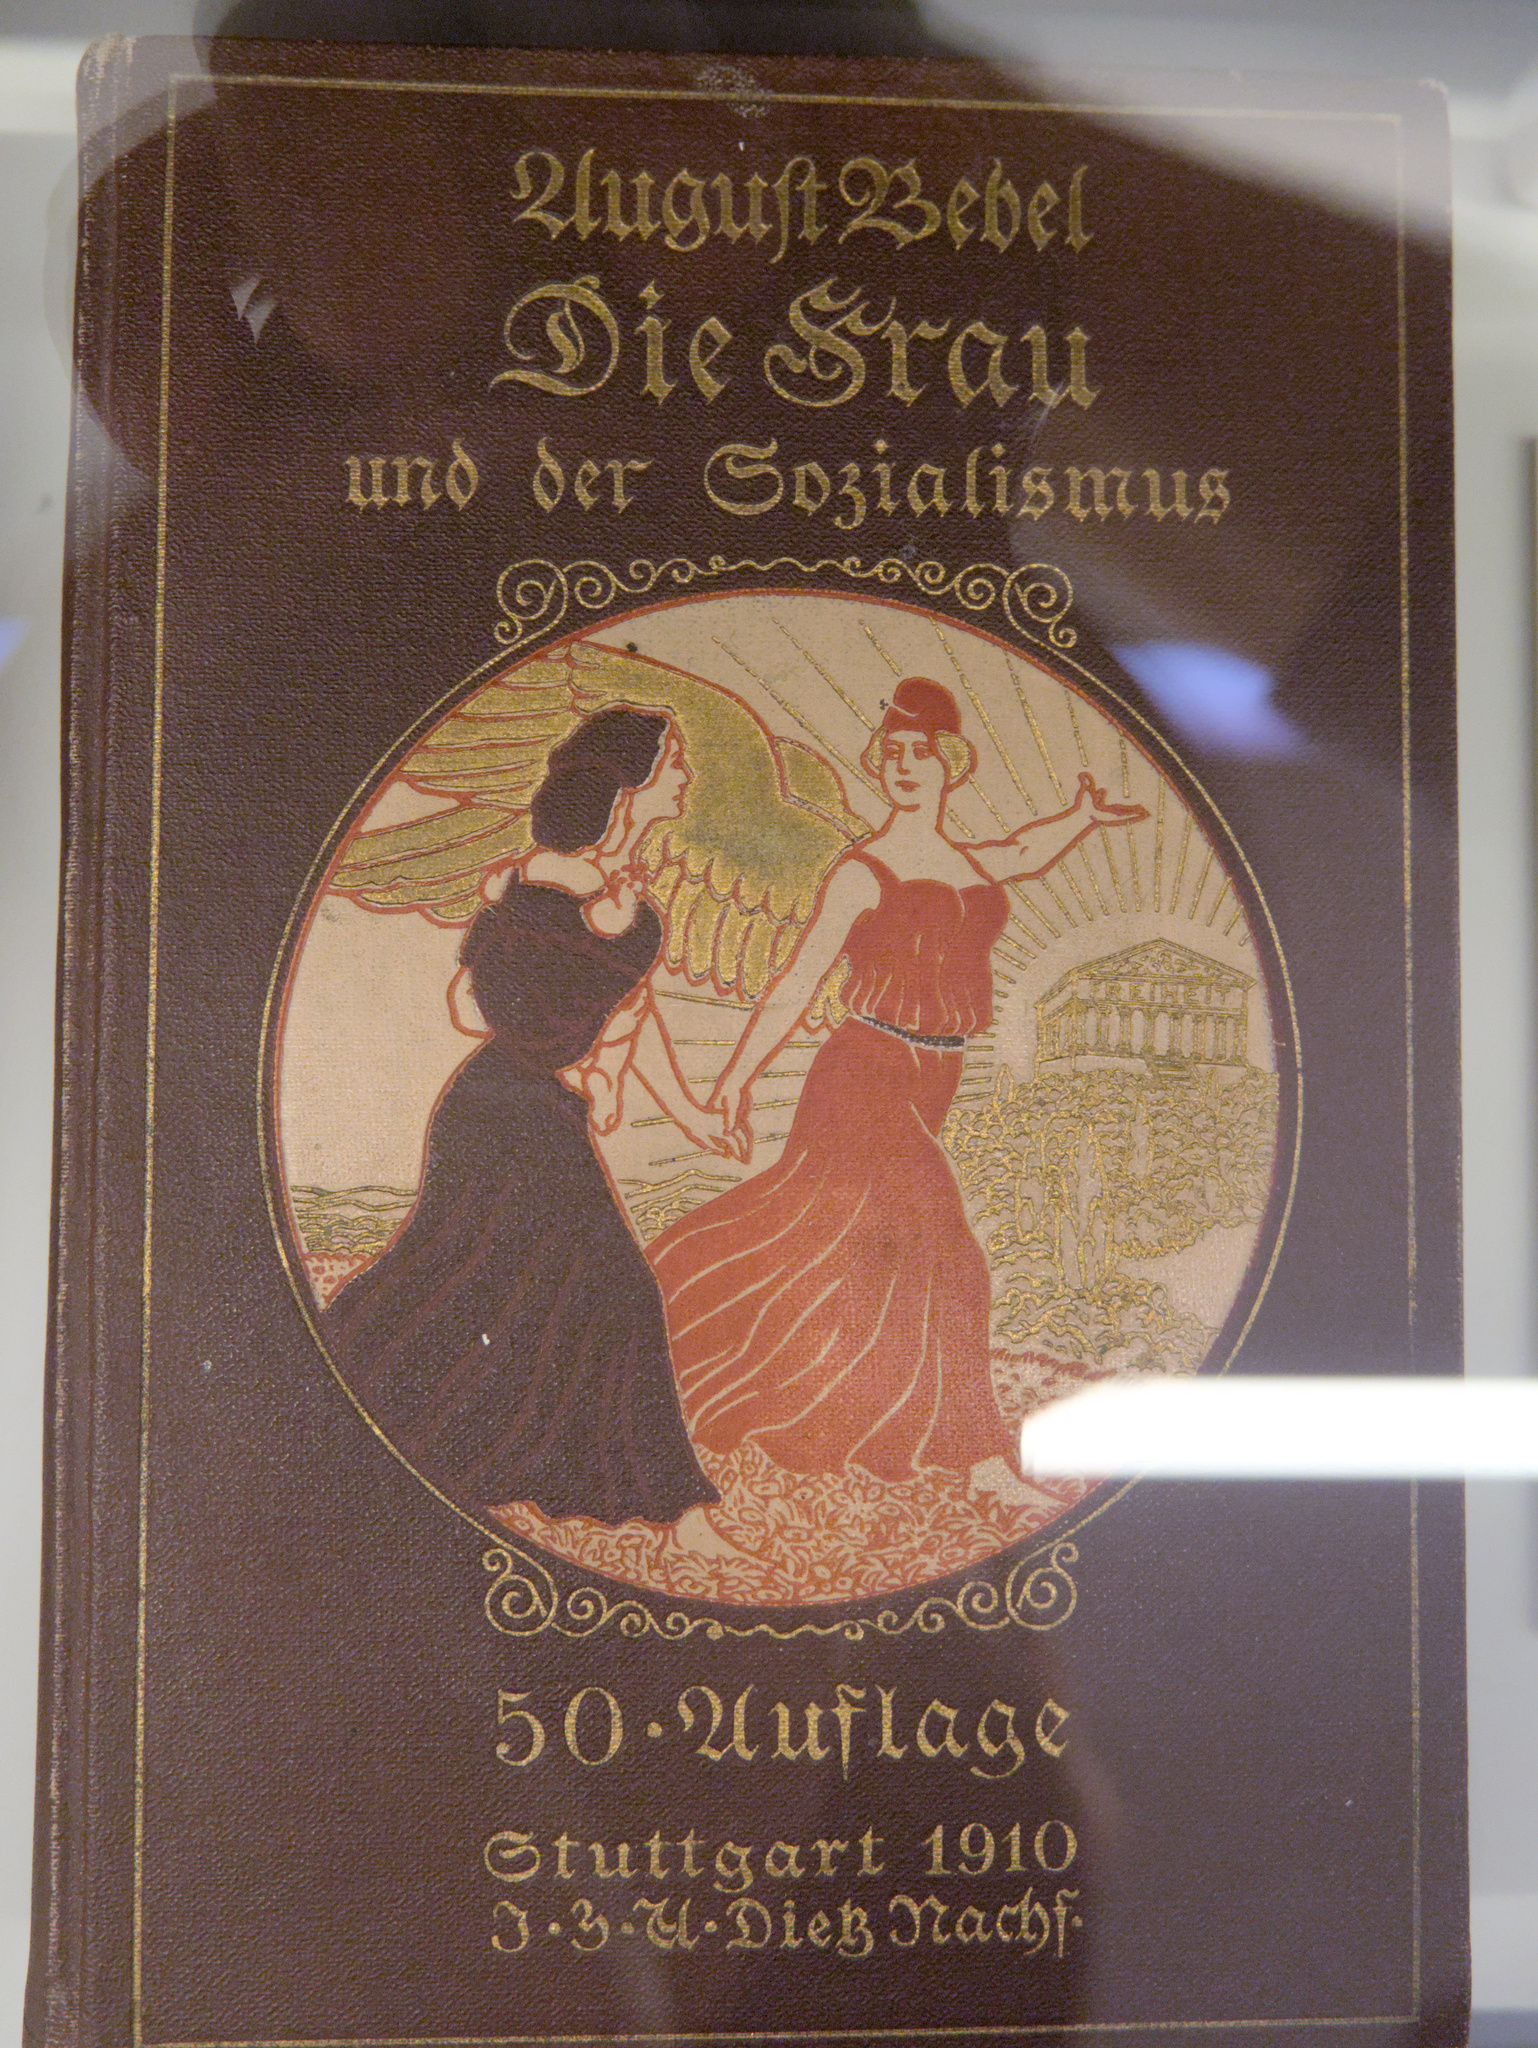 August Bebel
Die Frau
und der Sozialismus
FREIHEIT
50. Auflage
Stuttgart 1910
J. H. W. Dietz Nachf.